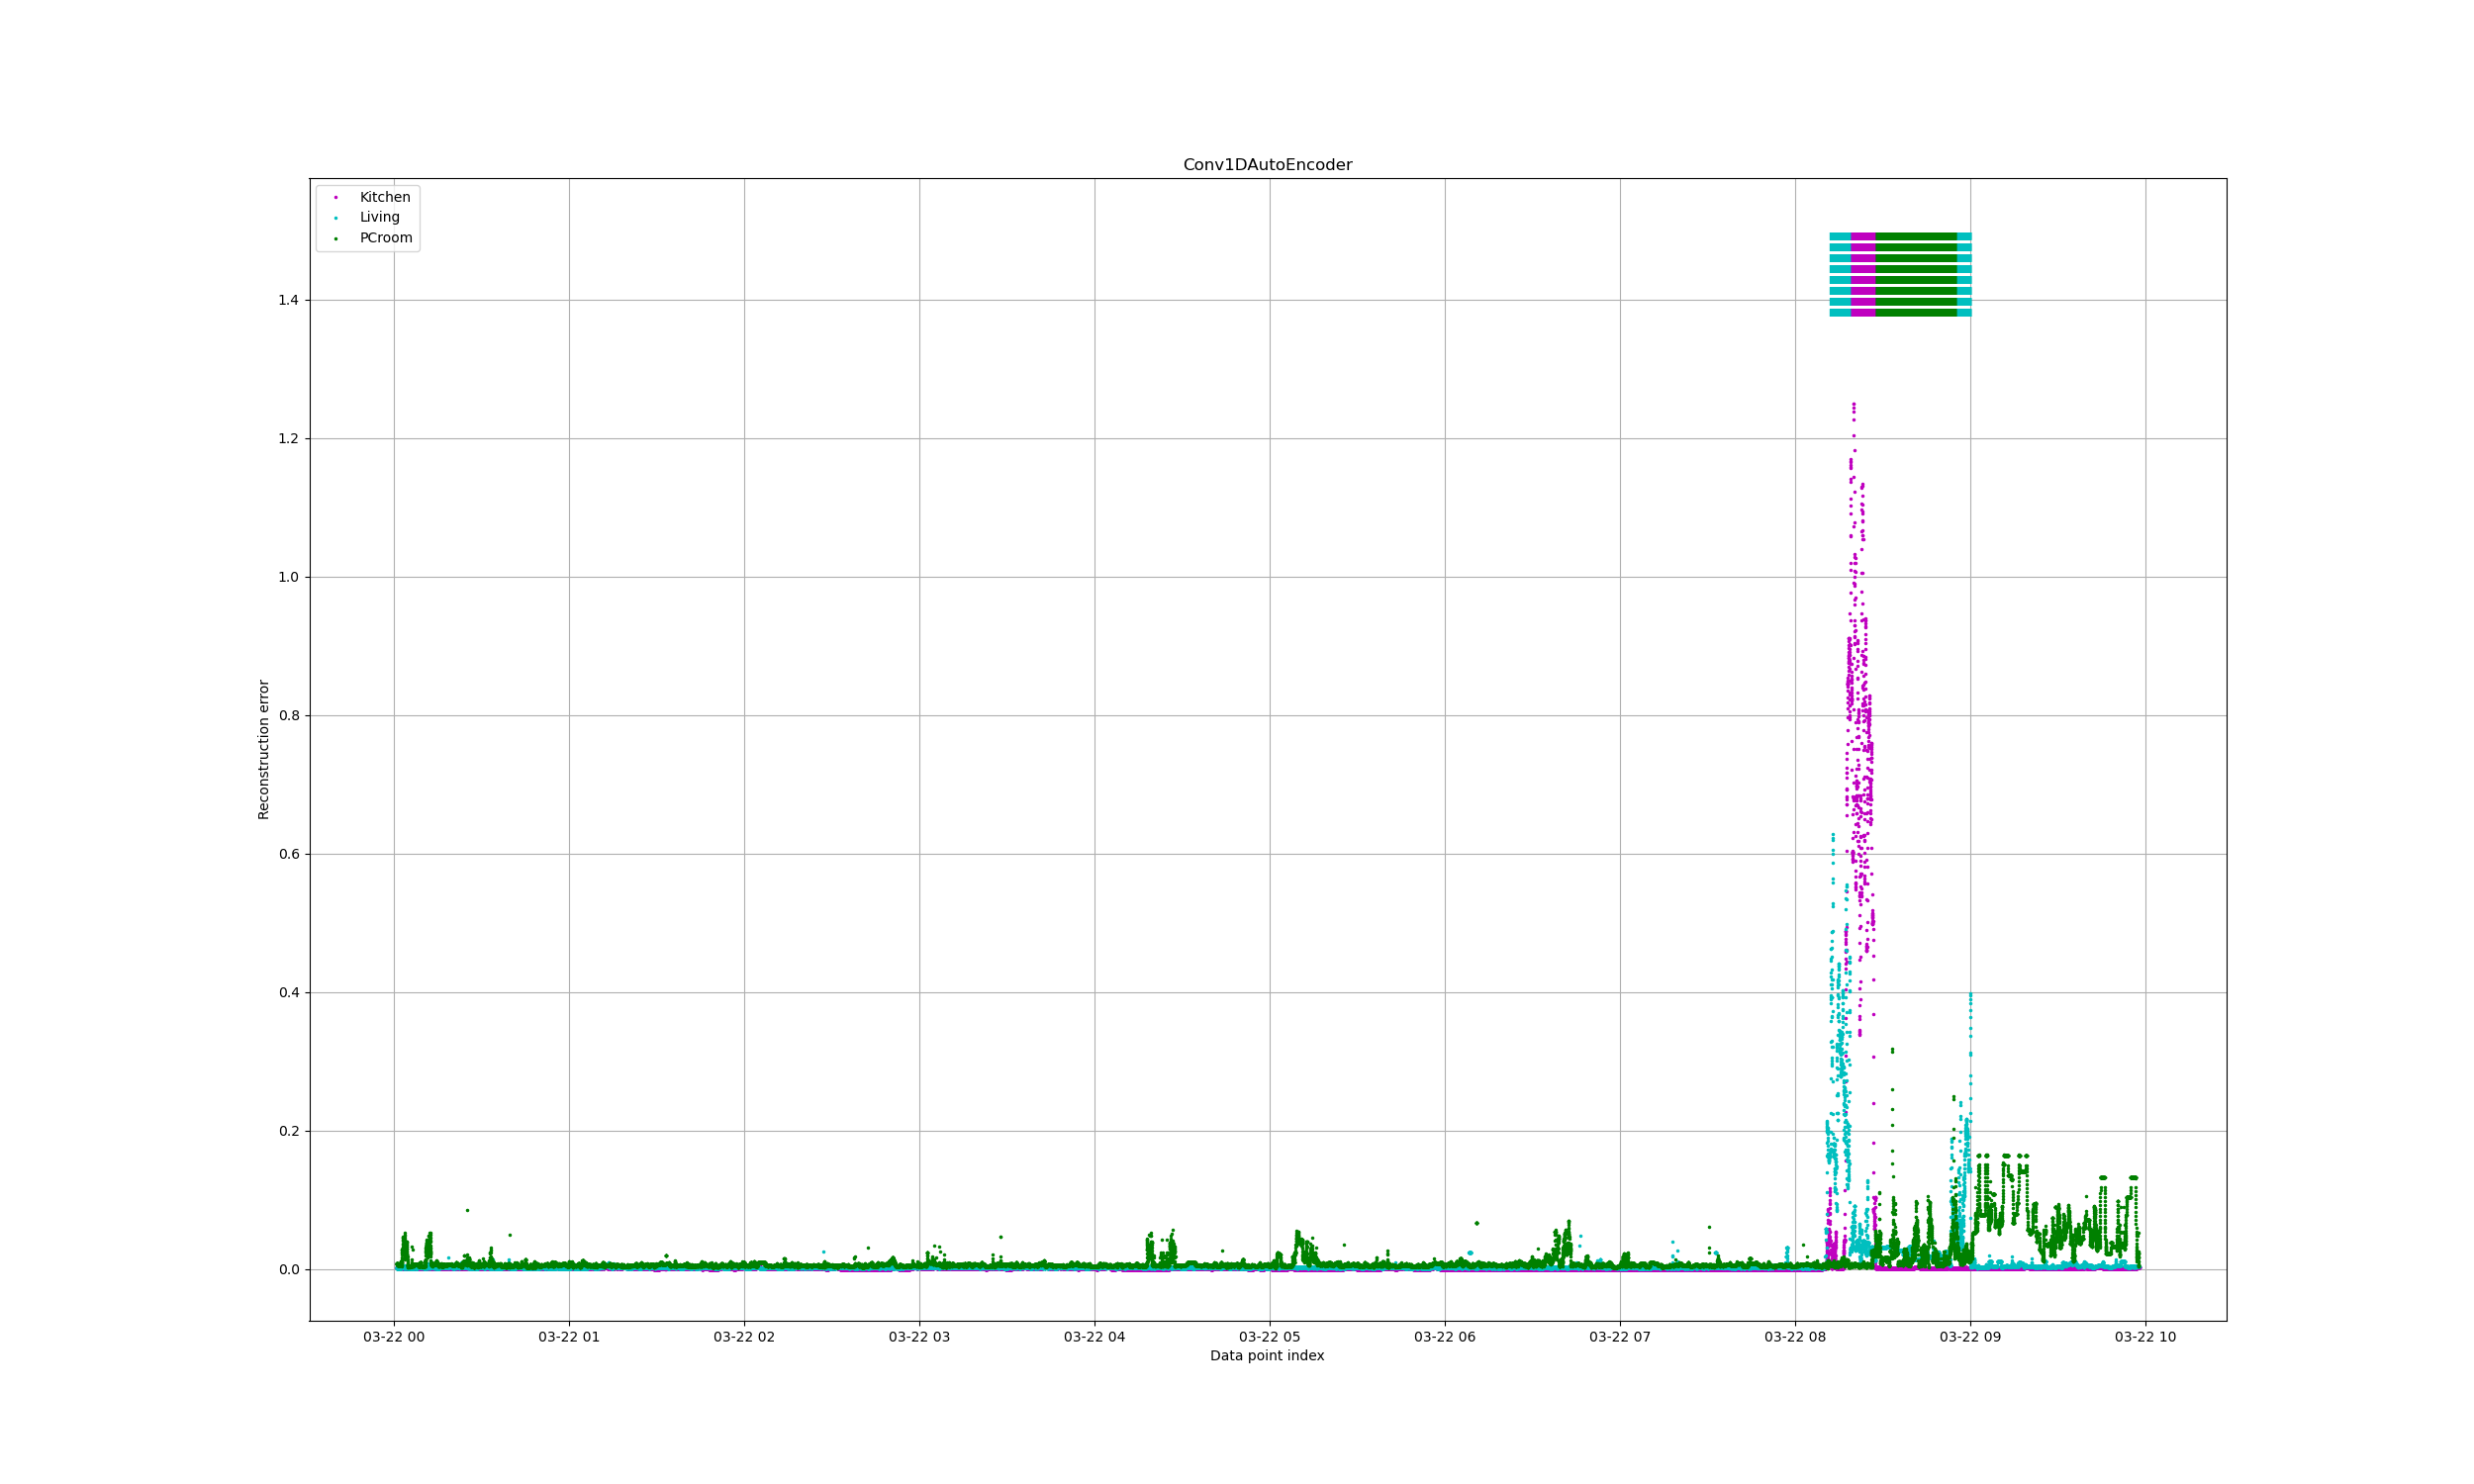 Conv1DAutoEncoder
Kitchen
Living
PCroom
1.4
1.2
1.0
0.8
0.6
0.4
0.2
0.0
Reconstruction error
03-22 00 03-22 01 03-22 02 03-22 03 03-22 04 03-22 05 03-22 06 03-22 07 03-22 08 03-22 09 03-22 10
Data point index